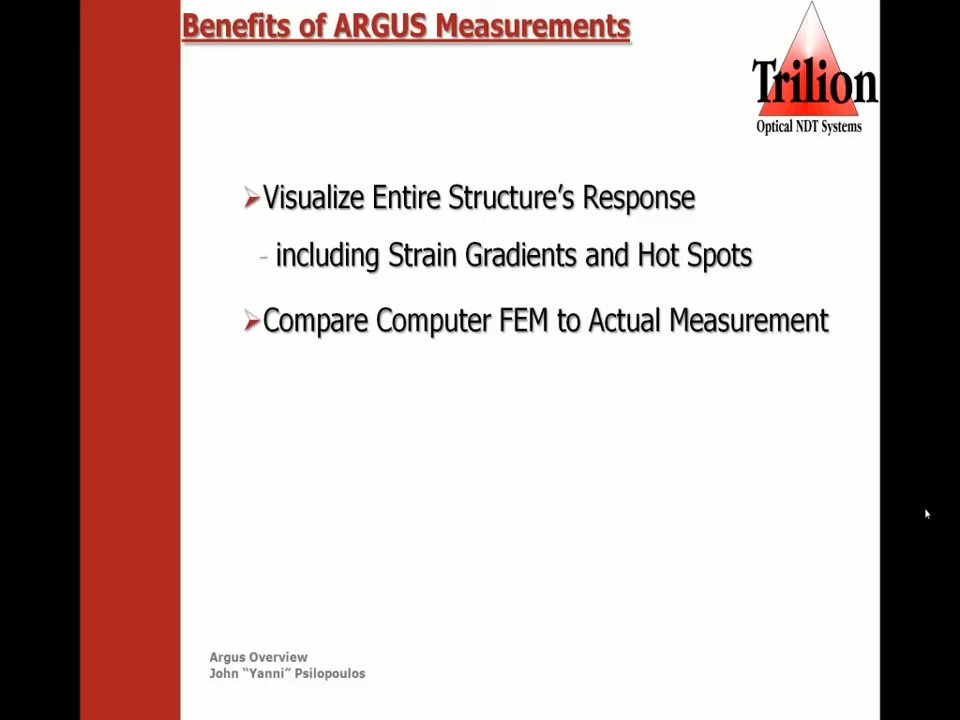 Benefits of ARGUS Measurements
Trilion
Optical NDT Systems
Visualize Entire Structure’s Response
- including Strain Gradients and Hot Spots
Compare Computer FEM to Actual Measurement
Argus Overview
John “Yanni” Psilopoulos